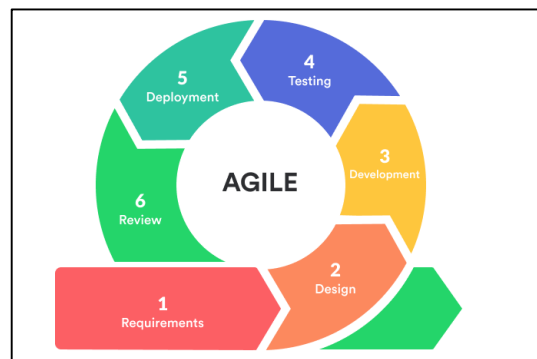 AGILE
1
Requirements
2
Design
3
Development
4
Testing
5
Deployment
6
Review